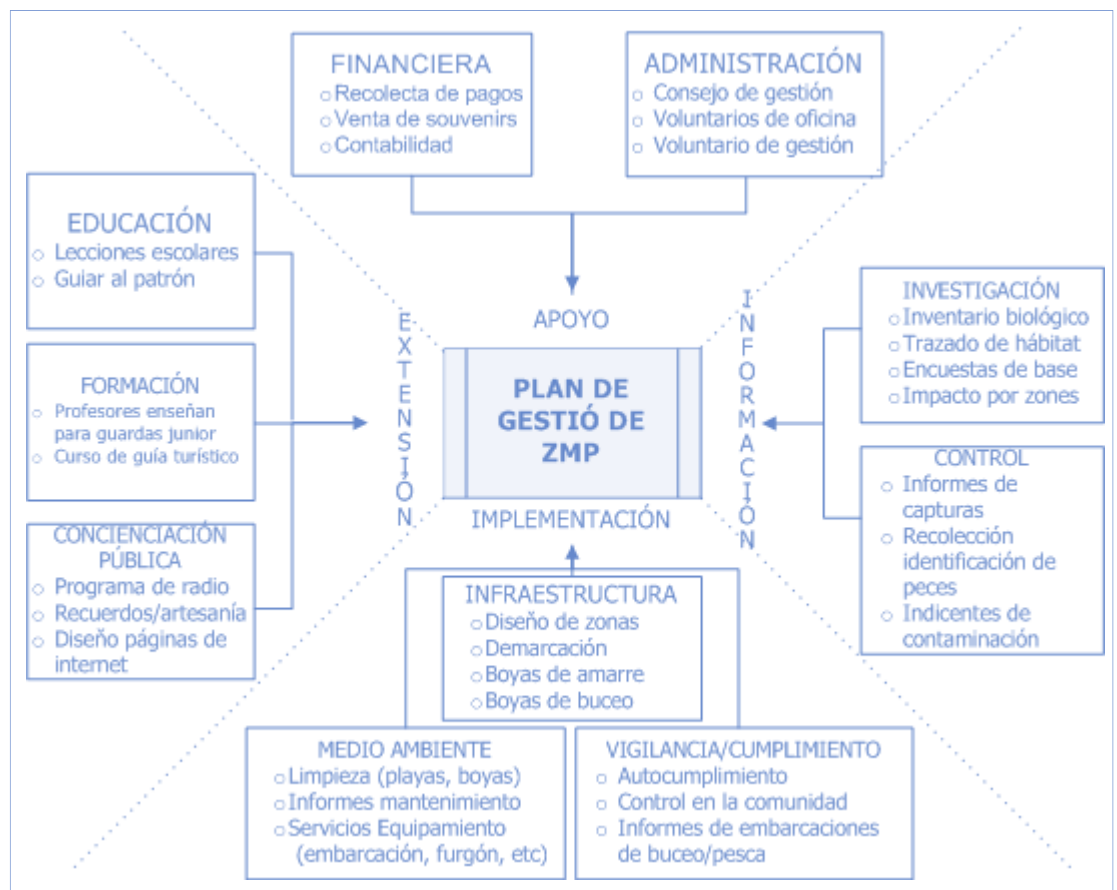 FINANCIERA
Recolecta de pagos
Venta de souvenirs
Contabilidad
ADMINISTRACIÓN
Consejo de gestión
Voluntarios de oficina
Voluntario de gestión
EDUCACIÓN
Lecciones escolares
Guiar al patrón
FORMACIÓN
Profesores enseñan
para guardas junior
Curso de guía turístico
CONCIENCIACIÓN
PÚBLICA
Programa de radio
Recuerdos/artesanía
Diseño páginas de
internet
EXTENSIÓN
APOYO
PLAN DE
GESTIÓ DE
ZMP
IMPLEMENTACIÓN
INFORMACIÓN
INVESTIGACIÓN
Inventario biológico
Trazado de hábitat
Encuestas de base
Impacto por zones
CONTROL
Informes de
capturas
Recolección
identificación de
peces
Indicentes de
contaminación
INFRAESTRUCTURA
Diseño de zonas
Demarcación
Boyas de amarre
Boyas de buceo
MEDIO AMBIENTE
Limpieza (playas, boyas)
Informes mantenimiento
Servicios Equipamiento
(embarcación, furgón, etc)
VIGILANCIA/CUMPLIMIENTO
Autocumplimiento
Control en la comunidad
Informes de embarcaciones
de buceo/pesca